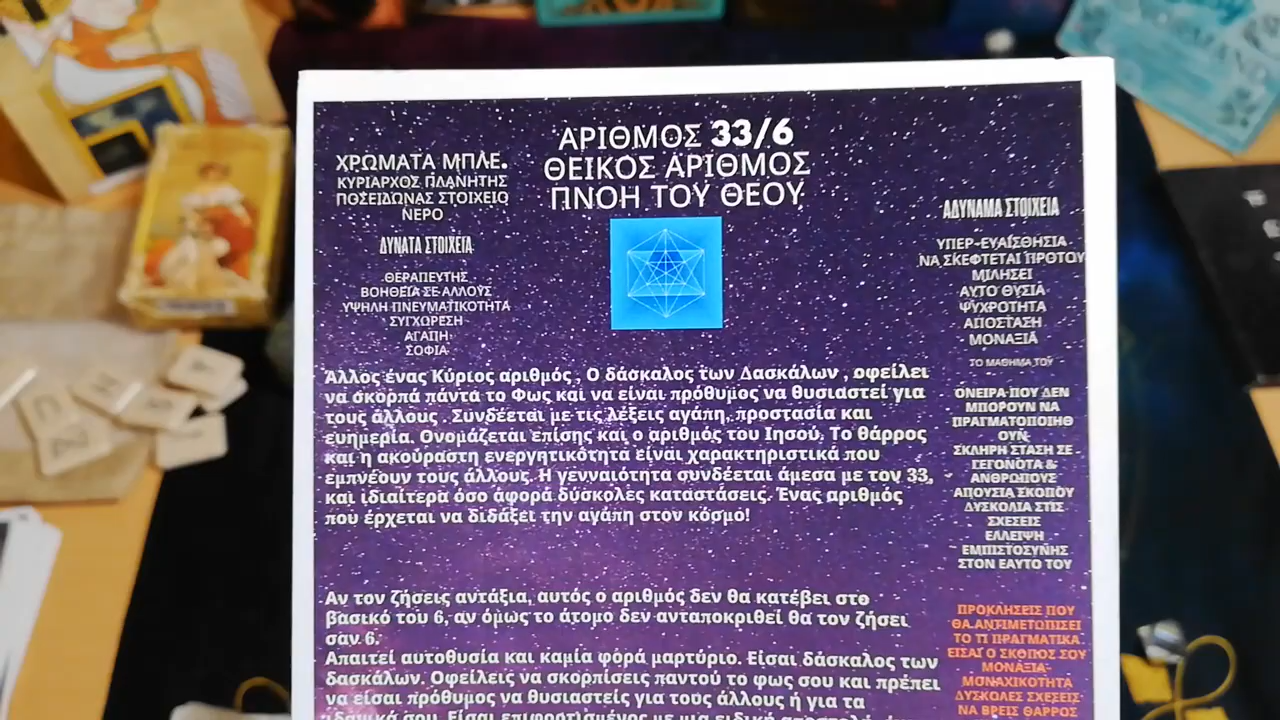 ΑΡΙΘΜΟΣ 33/6
ΘΕΙΚΟΣ ΑΡΙΘΜΟΣ
ΠΝΟΗ ΤΟΥ ΘΕΟΥ
ΧΡΩΜΑΤΑ ΜΠΛΕ.
ΚΥΡΙΑΡΧΟΣ ΠΛΑΝΗΤΗΣ
ΠΟΣΕΙΔΩΝΑΣ ΣΤΟΙΧΕΙΟ
ΝΕΡΟ
ΔΥΝΑΤΑ ΣΤΟΙΧΕΙΑ
ΘΕΡΑΠΕΥΤΗΣ
ΒΟΗΘΕΙΑ ΣΕ ΑΛΛΟΥΣ
ΥΨΗΛΗ ΠΝΕΥΜΑΤΙΚΟΤΗΤΑ
ΣΥΓΧΩΡΕΣΗ
ΑΓΑΠΗ
ΣΟΦΙΑ
Άλλος ένας Κύριος αριθμός , Ο δάσκαλος των Δασκάλων , οφείλει
να σκορπά πάντα το Φως και να είναι πρόθυμος να θυσιαστεί για
τους άλλους . Συνδέεται με τις λέξεις αγάπη, προστασία και
ευημερία. Ονομάζεται επίσης και ο αριθμός του Ιησού. Το θάρρος
και η ακούραστη ενεργητικότητα είναι χαρακτηριστικά που
εμπνέουν τους άλλους. Η γενναιότητα συνδέεται άμεσα με τον 33,
και ιδιαίτερα όσο άφορά δύσκολες καταστάσεις. Ένας αριθμός
που έρχεται να διδάξει την αγάπη στον κόσμο!
Αν τον ζήσεις αντάξια, αυτός ο αριθμός δεν θα κατέβει στο
βασικό του 6, αν όμως το άτομο δεν ανταποκριθεί θα τον ζήσει
σαν 6.
Απαιτεί αυτοθυσία και καμία φορά μαρτύριο. Είσαι δάσκαλος των
δασκάλων. Οφείλεις να σκορπίσεις παντού το φως σου και πρέπει
να είσαι πρόθυμος να θυσιαστείς για τους άλλους ή για τα
ιδανικά σου. Είσαι επιφορτισμένος με μια ειδική αποστολή,
ΑΔΥΝΑΜΑ ΣΤΟΙΧΕΙΑ
ΥΠΕΡ-ΕΥΑΙΣΘΗΣΙΑ
ΝΑ ΣΚΕΦΤΕΤΑΙ ΠΡΟΤΟΥ
ΜΙΛΗΣΕΙ
ΑΥΤΟ ΘΥΣΙΑ
ΨΥΧΡΟΤΗΤΑ
ΑΠΟΣΤΑΣΗ
ΜΟΝΑΞΙΑ
ΤΟ ΜΑΘΗΜΑ ΤΟΥ
ΟΝΕΙΡΑ ΠΟΥ ΔΕΝ
ΜΠΟΡΟΥΝ ΝΑ
ΠΡΑΓΜΑΤΟΠΟΙΗΘ
ΟΥΝ
ΣΚΛΗΡΗ ΣΤΑΣΗ ΣΕ
ΓΕΓΟΝΟΤΑ &
ΑΝΘΡΩΠΟΥΣ
ΑΠΟΥΣΙΑ ΣΚΟΠΟΥ
ΔΥΣΚΟΛΙΑ ΣΤΙΣ
ΣΧΕΣΕΙΣ
ΕΛΛΕΙΨΗ
ΕΜΠΙΣΤΟΣΥΝΗΣ
ΣΤΟΝ ΕΑΥΤΟ ΤΟΥ
ΠΡΟΚΛΗΣΕΙΣ ΠΟΥ
ΘΑ ΑΝΤΙΜΕΤΩΠΙΣΕΙ
ΤΟ ΤΙ ΠΡΑΓΜΑΤΙΚΑ
ΕΙΣΑΙ Ο ΣΚΟΠΟΣ ΣΟΥ
ΜΟΝΑΞΙΑ-
ΜΟΝΑΧΙΚΟΤΗΤΑ
ΔΥΣΚΟΛΕΣ ΣΧΕΣΕΙΣ
ΝΑ ΒΡΕΙΣ ΘΑΡΡΟΣ